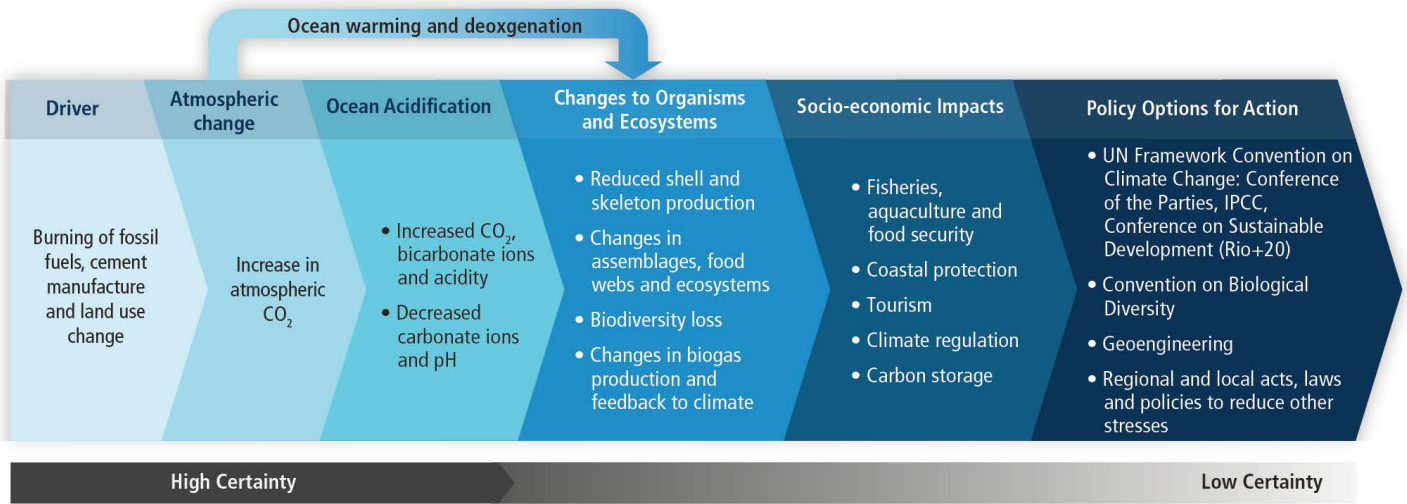 Ocean warming and deoxgenation
Driver
Atmospheric
change
Ocean Acidification
Changes to Organisms
and Ecosystems
Socio-economic Impacts
Policy Options for Action
Burning of fossil
fuels, cement
manufacture
and land use
change
Increase in
atmospheric
CO₂
• Increased CO₂,
bicarbonate ions
and acidity
• Decreased
carbonate ions
and pH
• Reduced shell and
skeleton production
• Changes in
assemblages, food
webs and ecosystems
• Biodiversity loss
• Changes in biogas
production and
feedback to climate
• Fisheries,
aquaculture and
food security
• Coastal protection
• Tourism
• Climate regulation
• Carbon storage
• UN Framework Convention on
Climate Change: Conference
of the Parties, IPCC,
Conference on Sustainable
Development (Rio+20)
• Convention on Biological
Diversity
• Geoengineering
• Regional and local acts, laws
and policies to reduce other
stresses
High Certainty
Low Certainty